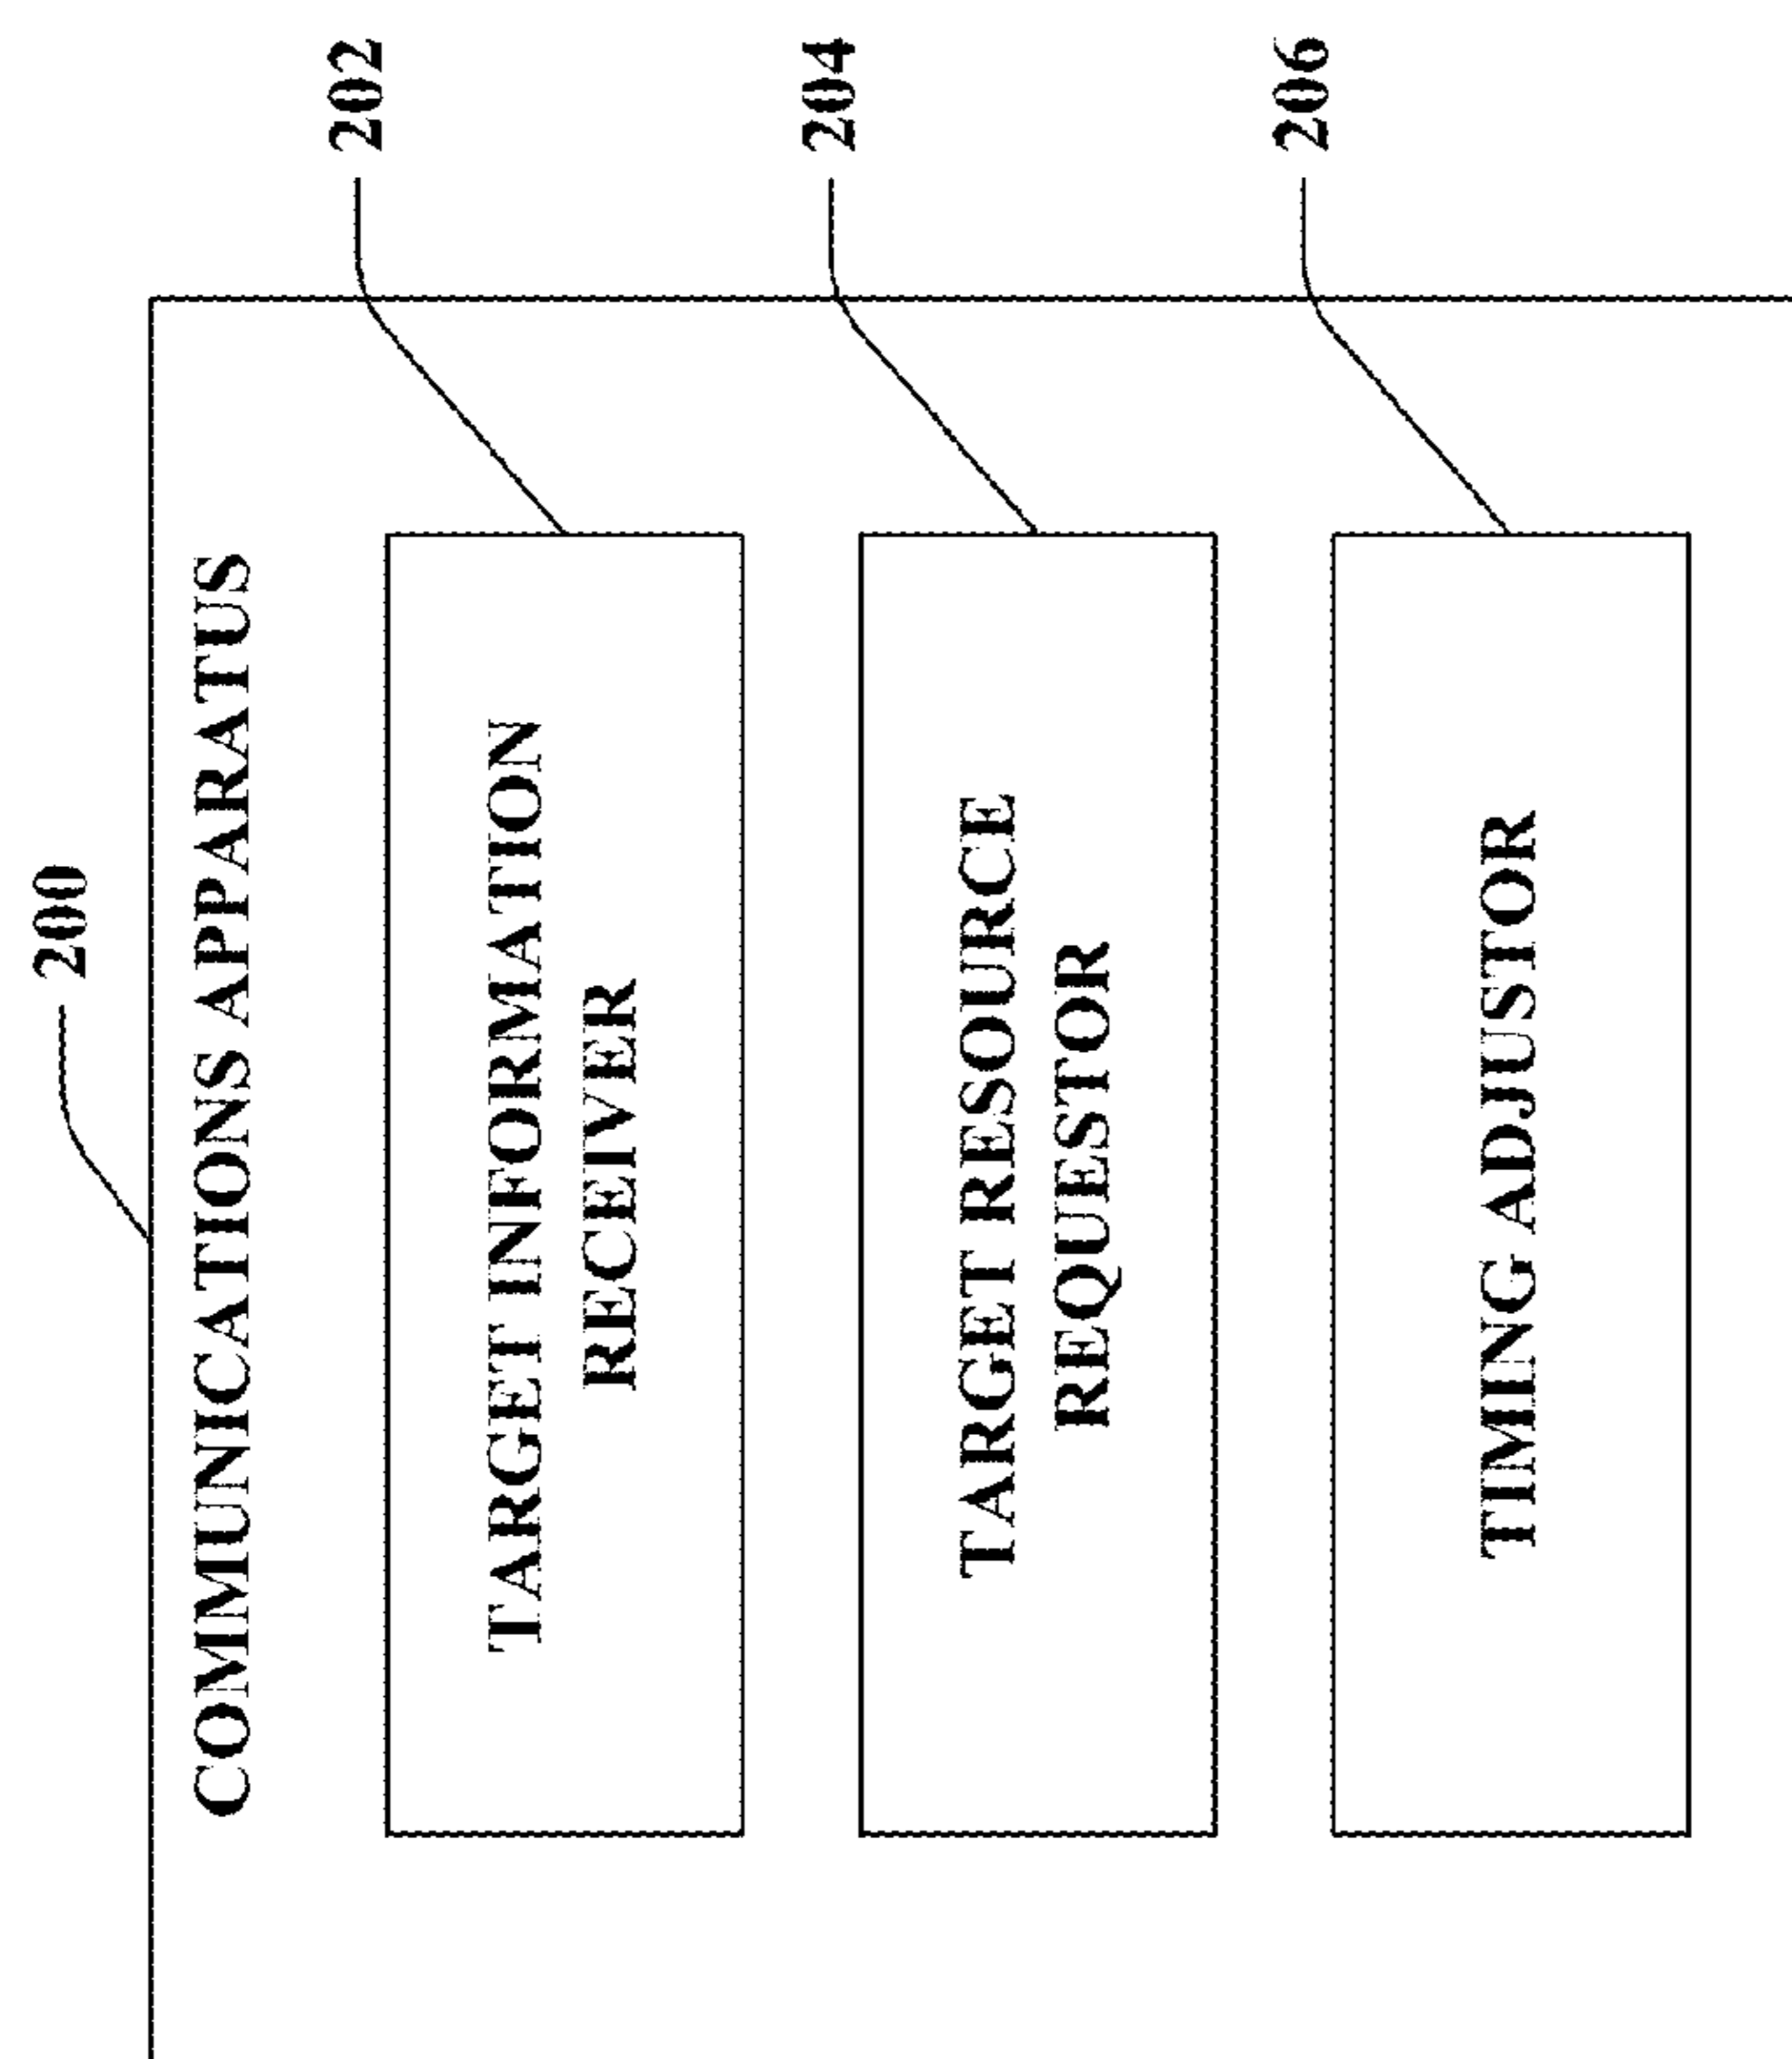 200
COMMUNICATIONS APPARATUS
202
TARGET INFORMATION
RECEIVER
204
TARGET RESOURCE
REQUESTOR
206
TIMING ADJUSTOR